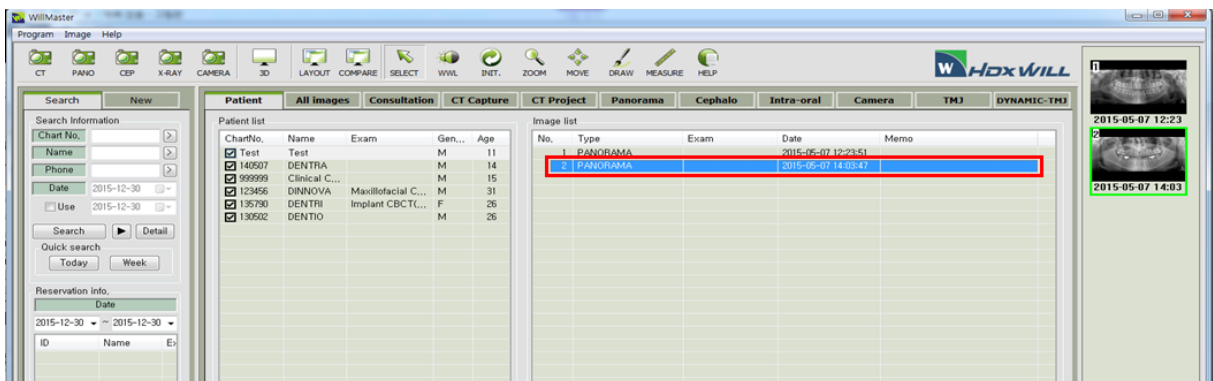 WillMaster
Program Image Help
CT PANO CEP X-RAY CAMERA 3D LAYOUT COMPARE SELECT WWL INIT. ZOOM MOVE DRAW MEASURE HELP
W HDXWILL
Search New
Search Information
Chart No. >
Name >
Phone >
Date 2015-12-30
Use 2015-12-30
Search ▶ Detail
Quick search
Today Week
Reservation info.
Date
2015-12-30 ~ 2015-12-30
ID Name E
Patient All images Consultation CT Capture CT Project Panorama Cephalo Intra-oral Camera TMJ DYNAMIC-TMJ
Patient list
ChartNo. Name Exam Gen... Age
Test Test M 11
140507 DENTRA M 14
999999 Clinical C... M 15
123456 DINNOVA Maxillofacial C... M 31
135790 DENTRI Implant CBCT(... F 26
130502 DENTIO M 26
Image list
No. Type Exam Date Memo
1 PANORAMA 2015-05-07 12:23:51
2 PANORAMA 2015-05-07 14:03:47
1
2015-05-07 12:23
2
2015-05-07 14:03